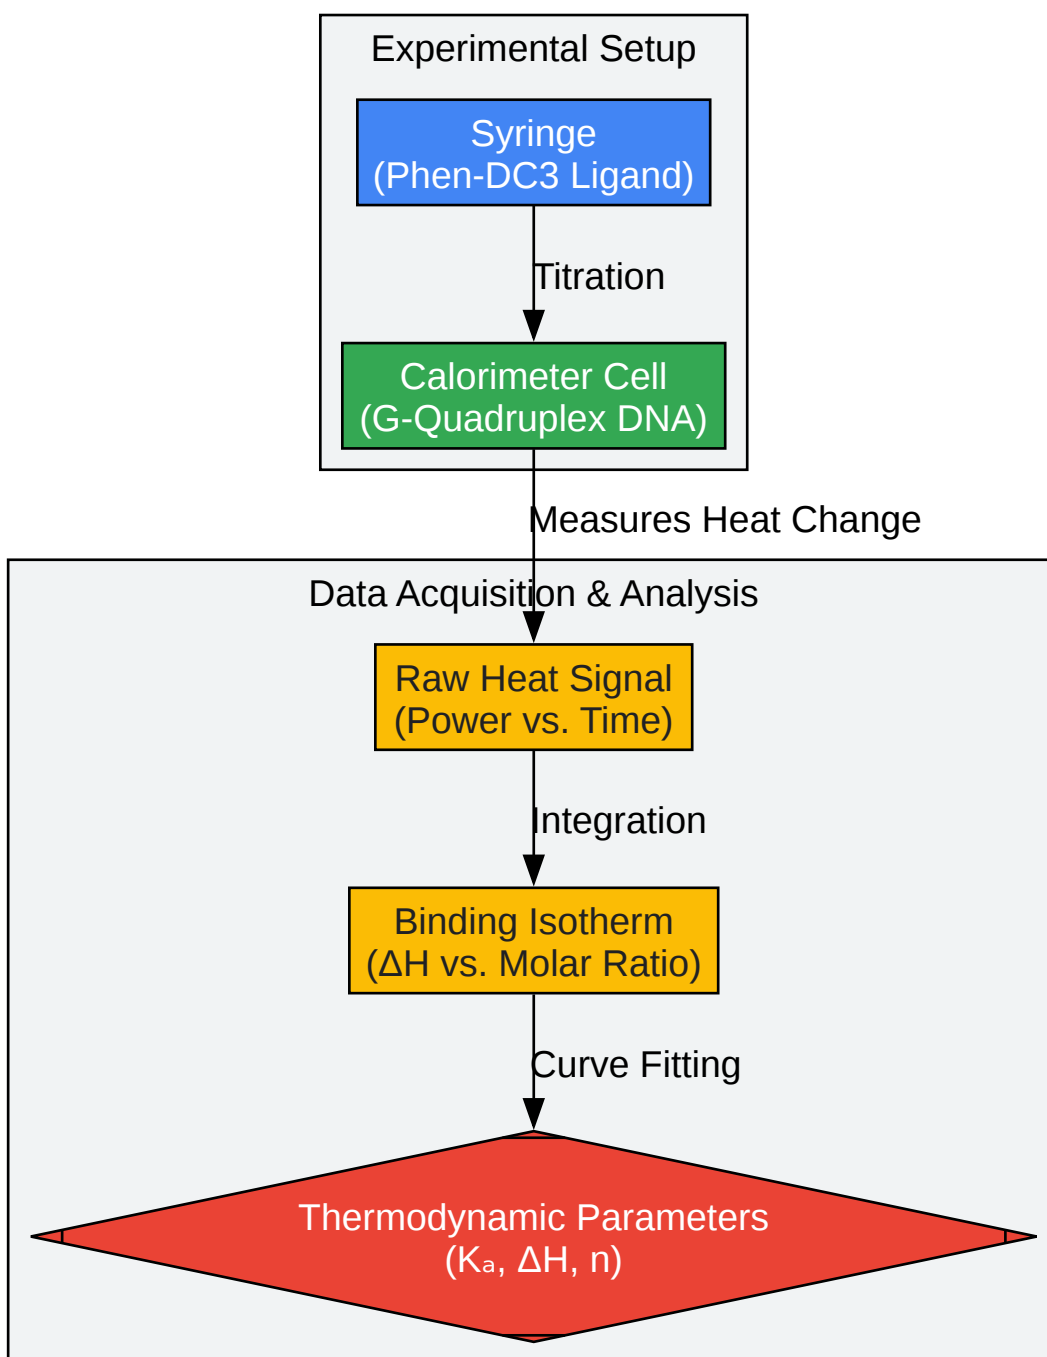 Experimental Setup
Syringe
(Phen-DC3 Ligand)
Titration
Calorimeter Cell
(G-Quadruplex DNA)
Measures Heat Change
Data Acquisition & Analysis
Raw Heat Signal
(Power vs. Time)
Integration
Binding Isotherm
(ΔH vs. Molar Ratio)
Curve Fitting
Thermodynamic Parameters
(Kₐ, ΔH, n)